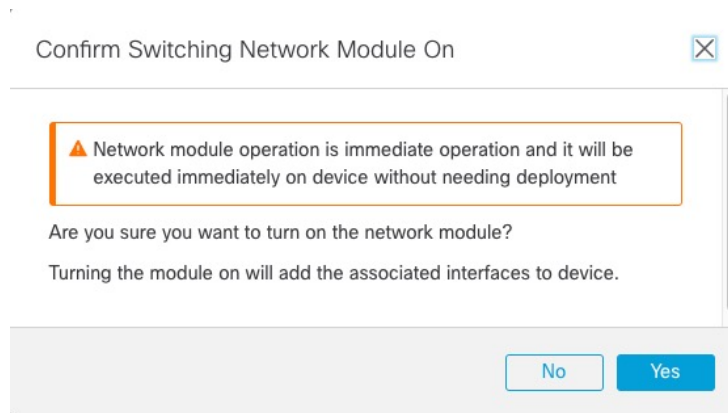 Confirm Switching Network Module On
Network module operation is immediate operation and it will be
executed immediately on device without needing deployment
Are you sure you want to turn on the network module?
Turning the module on will add the associated interfaces to device.
No
Yes